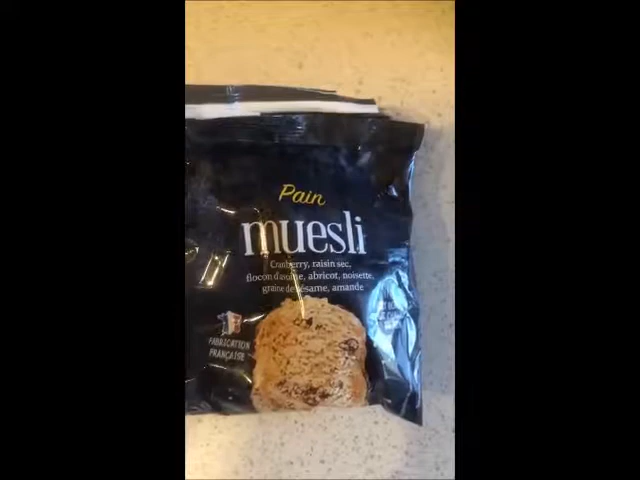 Pain
muesli
Cranberry, raisin sec,
flocon d'avoine, abricot, noisette,
graine de sésame, amande
FABRICATION
FRANÇAISE